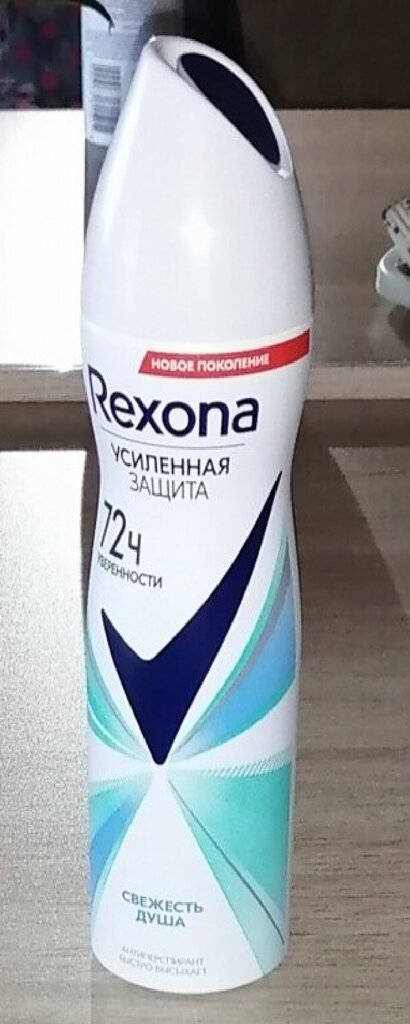 НОВОЕ ПОКОЛЕНИЕ
Rexona
УСИЛЕННАЯ
ЗАЩИТА
72ч
УВЕРЕННОСТИ
СВЕЖЕСТЬ
ДУША
АНТИПЕРСПИРАНТ
БЫСТРО ВЫСЫХАЕТ